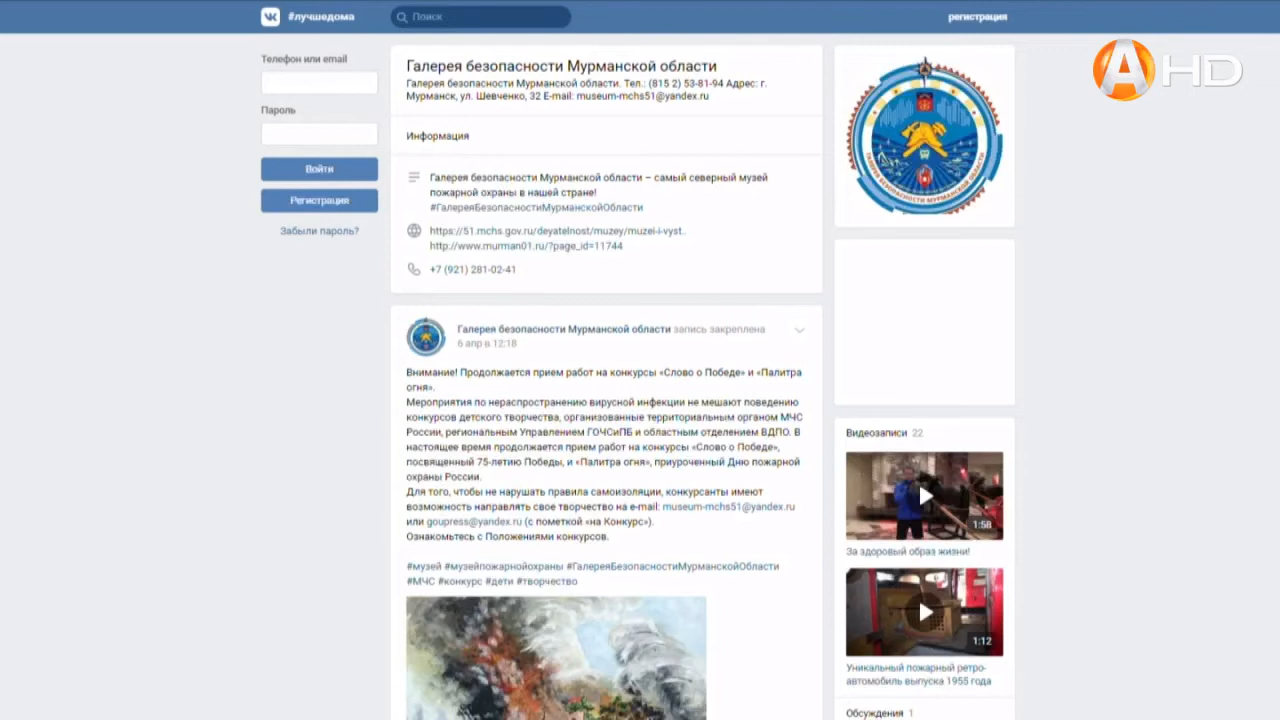 #лучшедома
Поиск
регистрация
Телефон или email
Пароль
Войти
Регистрация
Забыли пароль?
Галерея безопасности Мурманской области
Галерея безопасности Мурманской области. Тел.: (815 2) 53-81-94 Адрес: г.
Мурманск, ул. Шевченко, 32 E-mail: museum-mchs51@yandex.ru
Информация
Галерея безопасности Мурманской области – самый северный музей
пожарной охраны в нашей стране!
#ГалереяБезопасностиМурманскойОбласти
https://51.mchs.gov.ru/deyatelnost/muzey/muzei-i-vyst..
http://www.murman01.ru/?page_id=11744
+7 (921) 281-02-41
Галерея безопасности Мурманской области запись закреплена
6 апр в 12:18
Внимание! Продолжается прием работ на конкурсы «Слово о Победе» и «Палитра
огня».
Мероприятия по нераспространению вирусной инфекции не мешают поведению
конкурсов детского творчества, организованные территориальным органом МЧС
России, региональным Управлением ГОЧСиПБ и областным отделением ВДПО. В
настоящее время продолжается прием работ на конкурсы «Слово о Победе»,
посвященный 75-летию Победы, и «Палитра огня», приуроченный Дню пожарной
охраны России.
Для того, чтобы не нарушать правила самоизоляции, конкурсанты имеют
возможность направлять свое творчество на e-mail: museum-mchs51@yandex.ru
или goupress@yandex.ru (с пометкой «на Конкурс»).
Ознакомьтесь с Положениями конкурсов.
#музей #музейпожарнойохраны #ГалереяБезопасностиМурманскойОбласти
#МЧС #конкурс #дети #творчество
ГАЛЕРЕЯ БЕЗОПАСНОСТИ МУРМАНСКОЙ ОБЛАСТИ
Видеозаписи 22
1:58
За здоровый образ жизни!
1:12
Уникальный пожарный ретро-
автомобиль выпуска 1955 года
Обсуждения 1
А HD